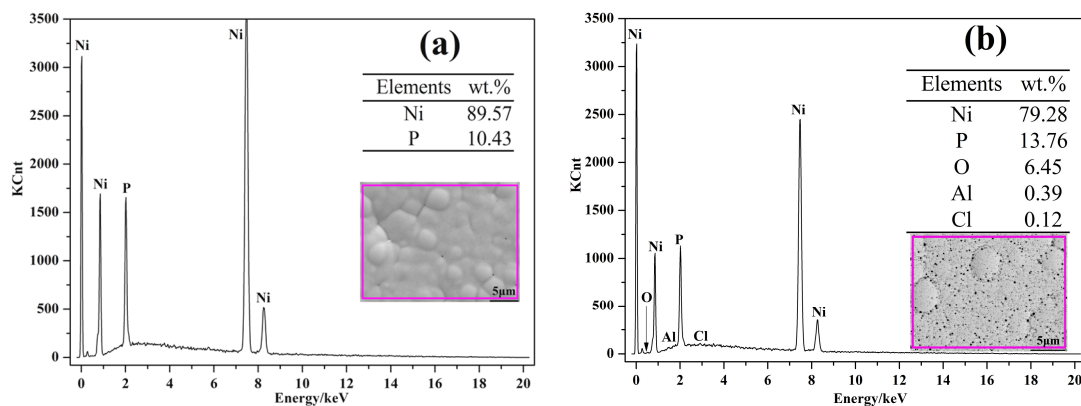 (a)
3500
3000
2500
2000
1500
1000
500
0
KCnt
Ni
Ni
P
Ni
Ni
Elements wt.%
Ni 89.57
P 10.43
5μm
0 2 4 6 8 10 12 14 16 18 20
Energy/keV
(b)
3500
3000
2500
2000
1500
1000
500
0
KCnt
Ni
O
Ni
Al
P
Cl
Ni
Ni
Elements wt.%
Ni 79.28
P 13.76
O 6.45
Al 0.39
Cl 0.12
5μm
0 2 4 6 8 10 12 14 16 18 20
Energy/keV